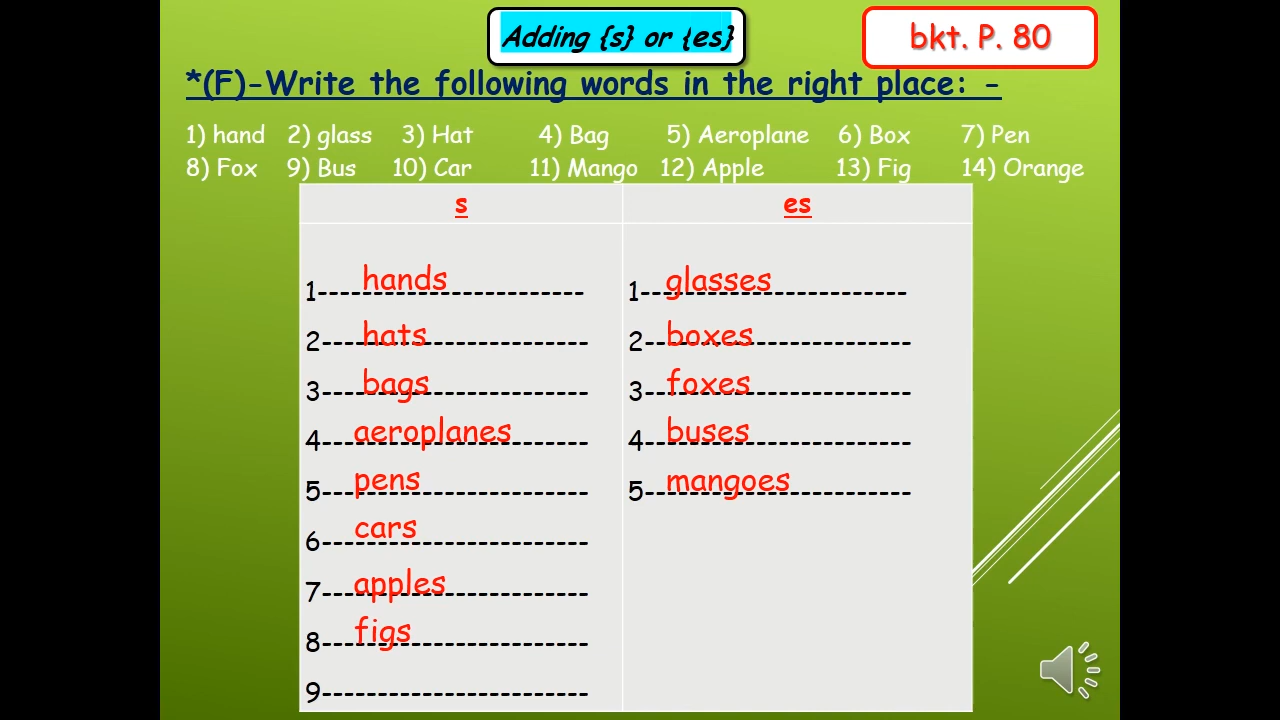 Adding {s} or {es}
bkt. P. 80
*(F)-Write the following words in the right place: -
1) hand 2) glass 3) Hat 4) Bag 5) Aeroplane 6) Box 7) Pen
8) Fox 9) Bus 10) Car 11) Mango 12) Apple 13) Fig 14) Orange
s es
1----------------------- hands 1----------------------- glasses
2----------------------- hats 2----------------------- boxes
3----------------------- bags 3----------------------- foxes
4----------------------- aeroplanes 4----------------------- buses
5----------------------- pens 5----------------------- mangoes
6----------------------- cars
7----------------------- apples
8----------------------- figs
9-----------------------